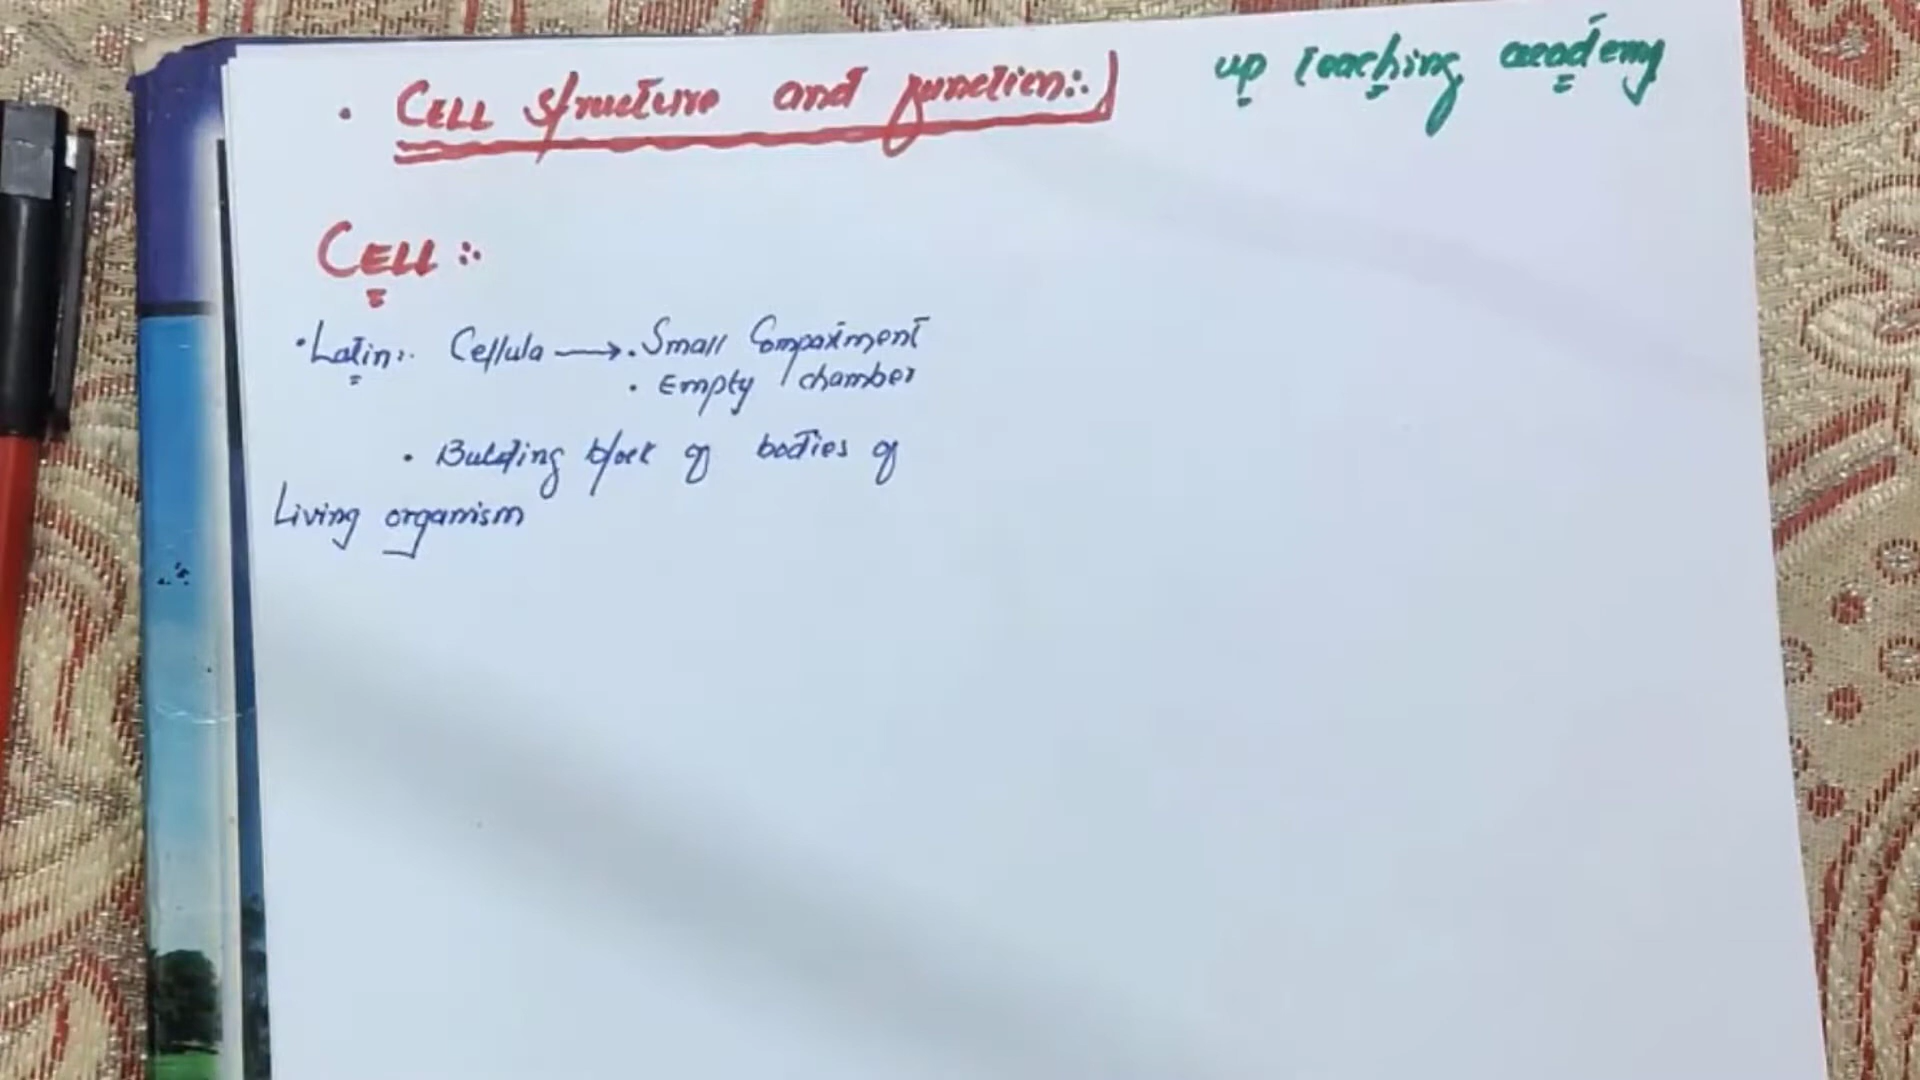 • CELL structure and function:-
up teaching academy
CELL :-
• Latin:- Cellula → • Small Compartment
• Empty chamber
• Building block of bodies of
Living organism